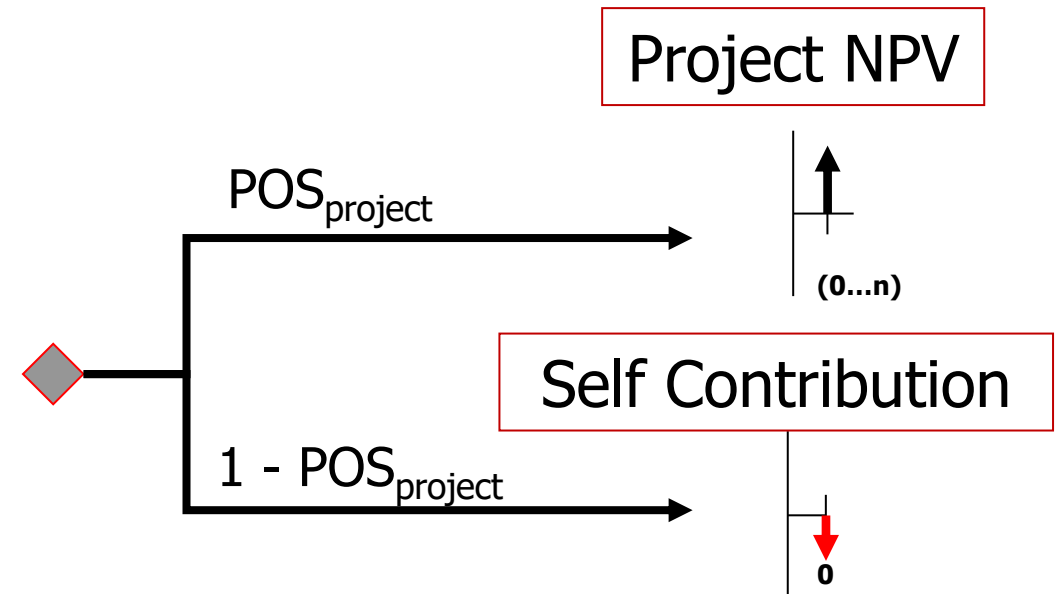 Project NPV
POSproject
(0...n)
Self Contribution
1 - POSproject
0